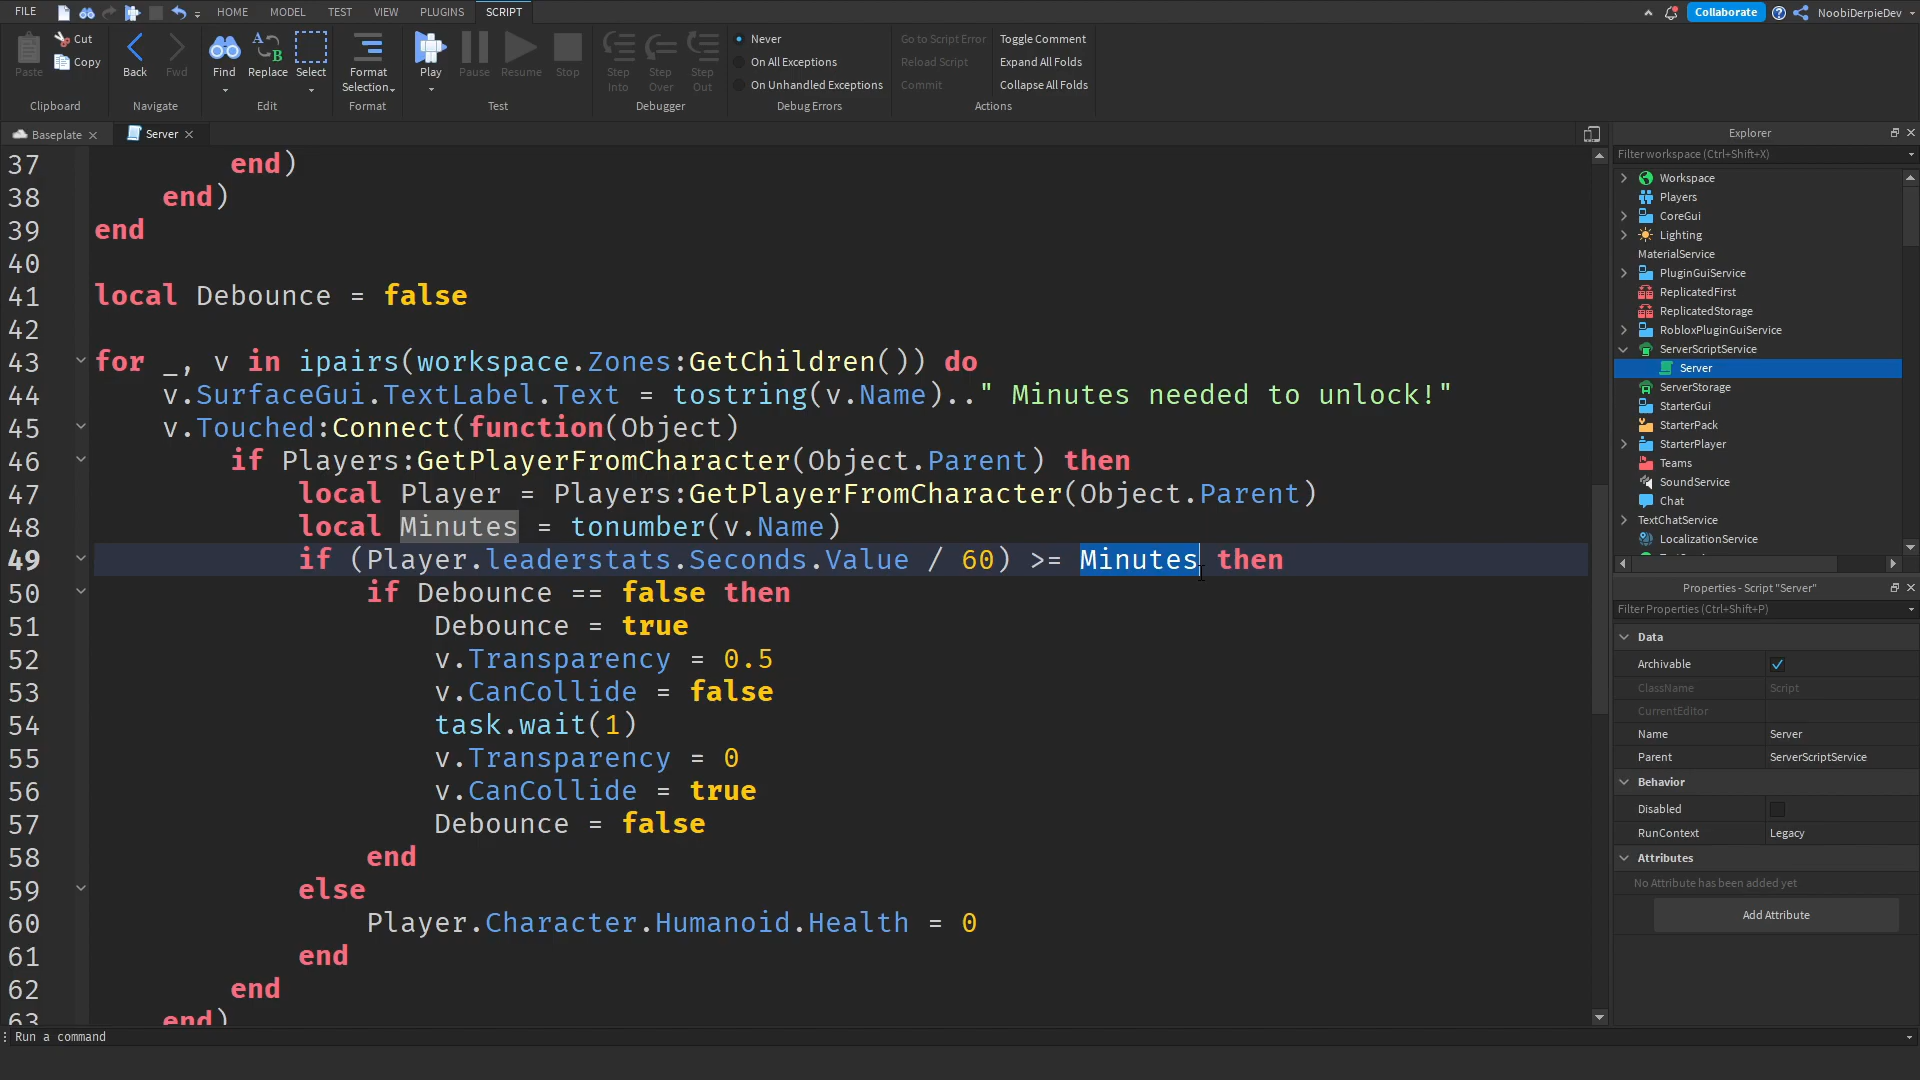 FILE HOME MODEL TEST VIEW PLUGINS SCRIPT Collaborate NoobiDerpieDev
Paste Cut Copy Clipboard
Back Fwd Navigate
Find Replace Select Edit
Format Selection Format
Play Pause Resume Stop Test
Step Into Step Over Step Out Debugger
Never
On All Exceptions
On Unhandled Exceptions
Debug Errors
Go to Script Error Toggle Comment
Reload Script Expand All Folds
Commit Collapse All Folds
Actions
Baseplate Server
37 end)
38 end)
39 end
40
41 local Debounce = false
42
43 for _, v in ipairs(workspace.Zones:GetChildren()) do
44 v.SurfaceGui.TextLabel.Text = tostring(v.Name).." Minutes needed to unlock!"
45 v.Touched:Connect(function(Object)
46 if Players:GetPlayerFromCharacter(Object.Parent) then
47 local Player = Players:GetPlayerFromCharacter(Object.Parent)
48 local Minutes = tonumber(v.Name)
49 if (Player.leaderstats.Seconds.Value / 60) >= Minutes then
50 if Debounce == false then
51 Debounce = true
52 v.Transparency = 0.5
53 v.CanCollide = false
54 task.wait(1)
55 v.Transparency = 0
56 v.CanCollide = true
57 Debounce = false
58 end
59 else
60 Player.Character.Humanoid.Health = 0
61 end
62 end
63 end)
Run a command
Explorer
Filter workspace (Ctrl+Shift+X)
Workspace
Players
CoreGui
Lighting
MaterialService
PluginGuiService
ReplicatedFirst
ReplicatedStorage
RobloxPluginGuiService
ServerScriptService
Server
ServerStorage
StarterGui
StarterPack
StarterPlayer
Teams
SoundService
Chat
TextChatService
LocalizationService
Properties - Script "Server"
Filter Properties (Ctrl+Shift+P)
Data
Archivable
ClassName Script
CurrentEditor
Name Server
Parent ServerScriptService
Behavior
Disabled
RunContext Legacy
Attributes
No Attribute has been added yet
Add Attribute